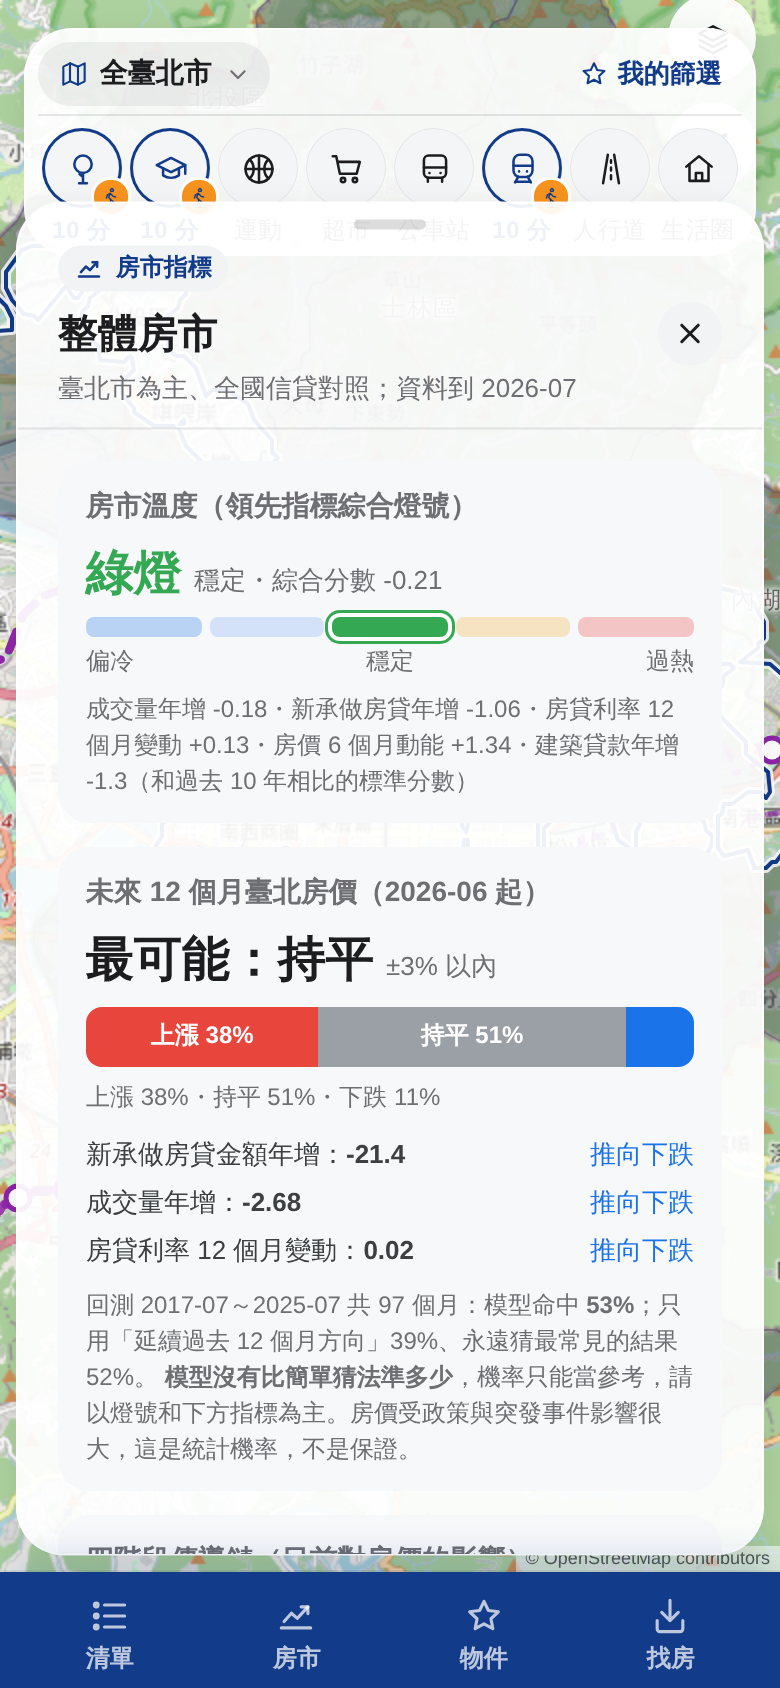 全臺北市
我的篩選
10 分
10 分
運動
超市
公車站
10 分
人行道
生活圈
房市指標
士林區
整體房市
臺北市為主、全國信貸對照；資料到 2026-07
房市溫度（領先指標綜合燈號）
綠燈 穩定・綜合分數 -0.21
偏冷
穩定
過熱
成交量年增 -0.18・新承做房貸年增 -1.06・房貸利率 12
個月變動 +0.13・房價 6 個月動能 +1.34・建築貸款年增
-1.3（和過去 10 年相比的標準分數）
未來 12 個月臺北房價（2026-06 起）
最可能：持平 ±3% 以內
上漲 38%
持平 51%
上漲 38%・持平 51%・下跌 11%
新承做房貸金額年增：-21.4
推向下跌
成交量年增：-2.68
推向下跌
房貸利率 12 個月變動：0.02
推向下跌
回測 2017-07～2025-07 共 97 個月：模型命中 53%；只
用「延續過去 12 個月方向」39%、永遠猜最常見的結果
52%。 模型沒有比簡單猜法準多少，機率只能當參考，請
以燈號和下方指標為主。房價受政策與突發事件影響很
大，這是統計機率，不是保證。
© OpenStreetMap contributors
清單
房市
物件
找房